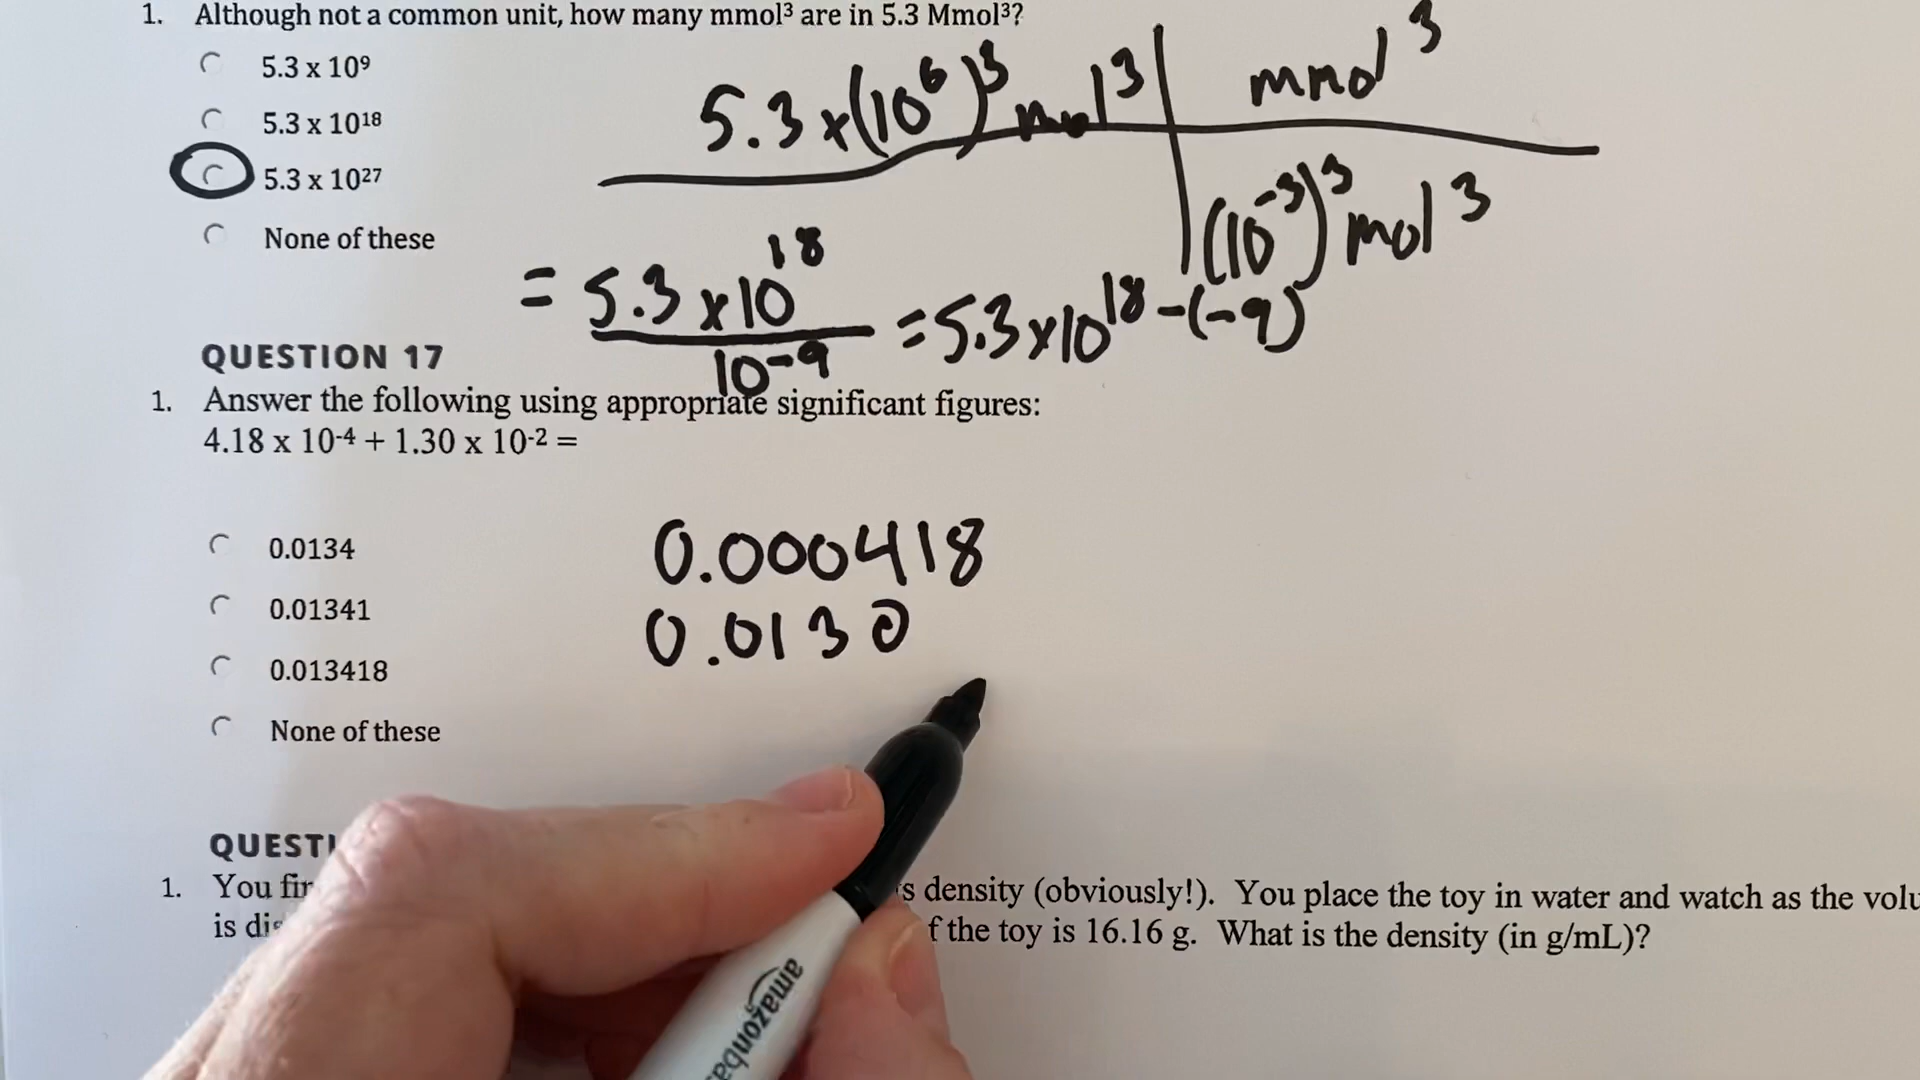 1. Although not a common unit, how many mmol³ are in 5.3 Mmol³?
5.3 x 10⁹
5.3 x 10¹⁸
5.3 x 10²⁷
None of these
5.3 x (10⁶)³ mol³ | mmol³
(10⁻³)³ mol³
= 5.3 x 10¹⁸
10⁻⁹
= 5.3 x 10¹⁸⁻⁽⁻⁹⁾
QUESTION 17
1. Answer the following using appropriate significant figures:
4.18 x 10⁻⁴ + 1.30 x 10⁻² =
0.0134
0.01341
0.013418
None of these
0.000418
0.0130
QUESTI
1. You fir s density (obviously!). You place the toy in water and watch as the volu
is dis f the toy is 16.16 g. What is the density (in g/mL)?
amazonba